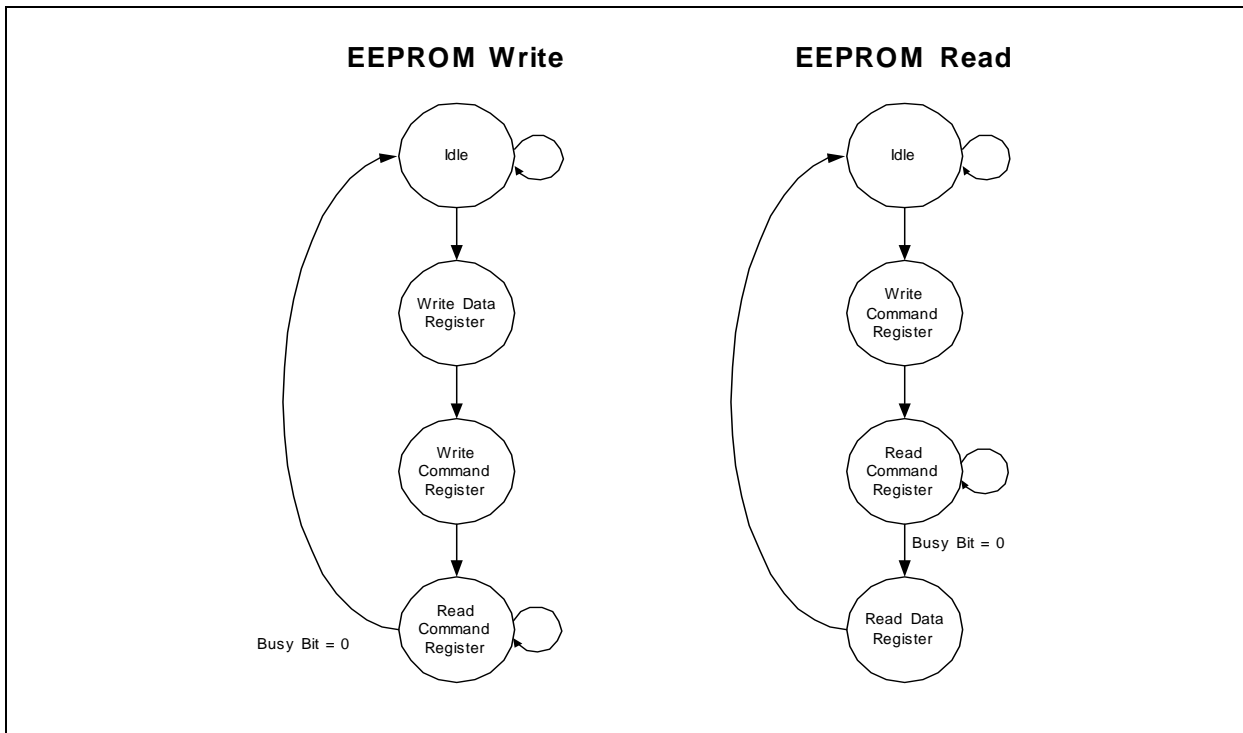 EEPROM Write
Idle
Write Data
Register
Write
Command
Register
Read
Command
Register
Busy Bit = 0
EEPROM Read
Idle
Write
Command
Register
Read
Command
Register
Busy Bit = 0
Read Data
Register